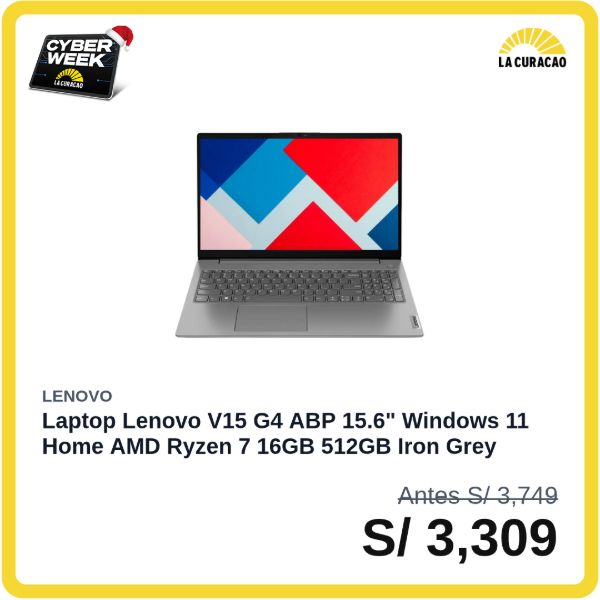 CYBER
WEEK
LA CURACAO
LA CURACAO
LENOVO
Laptop Lenovo V15 G4 ABP 15.6" Windows 11
Home AMD Ryzen 7 16GB 512GB Iron Grey
Antes S/ 3,749
S/ 3,309